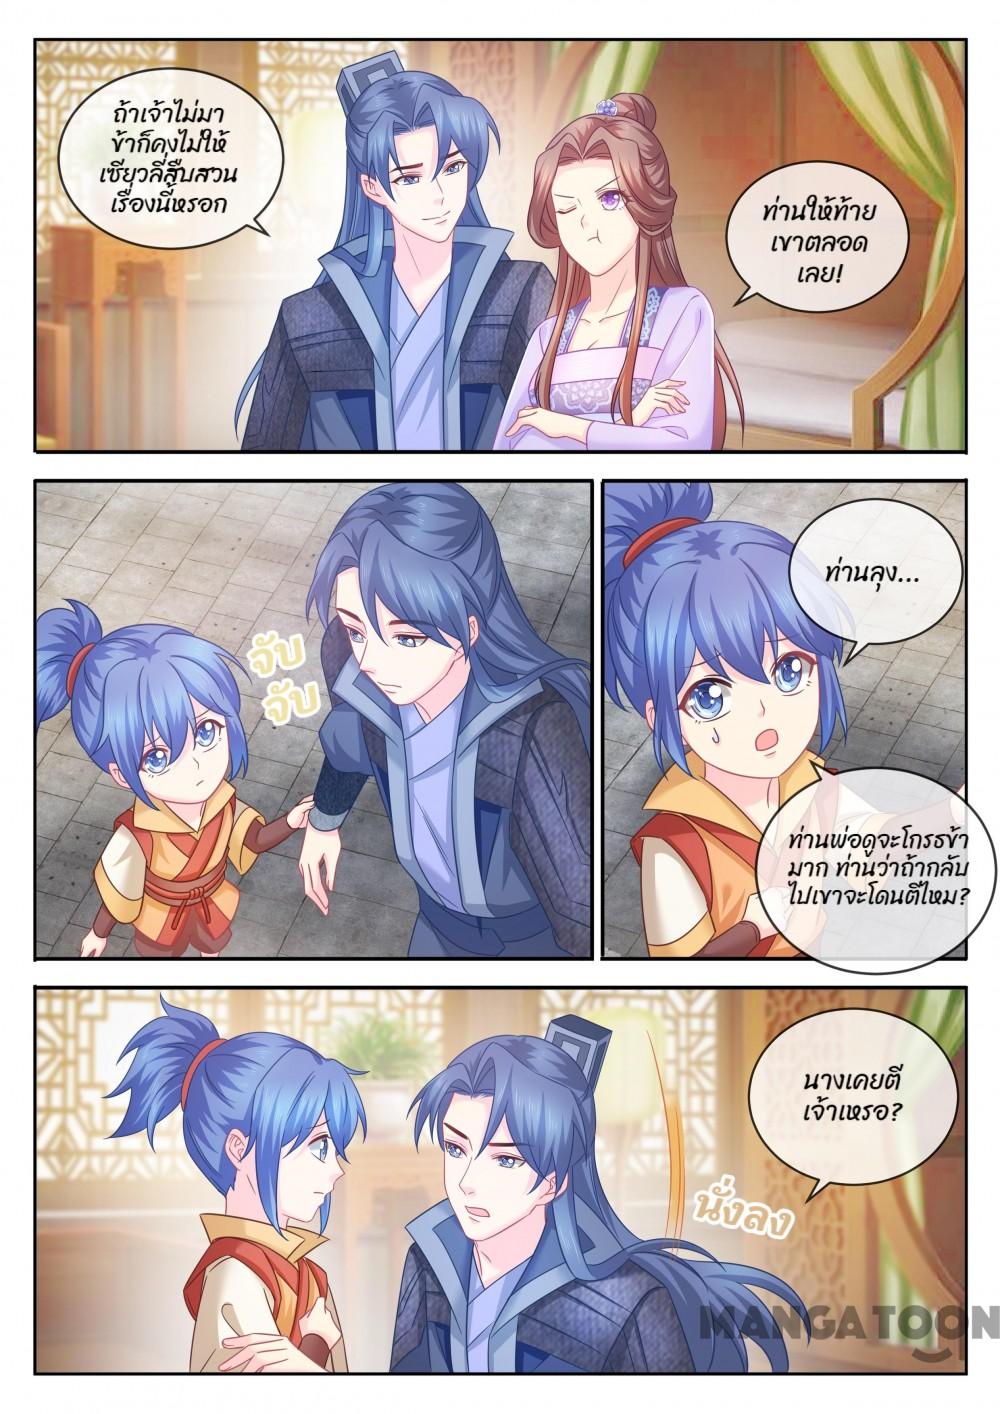 ถ้าเจ้าไม่มา
ข้าก็คงไม่ให้
เซียวลี่สืบสวน
เรื่องนี้หรอก
ท่านให้ท้าย
เขาตลอด
เลย!
จับ
จับ
ท่านลุง...
ท่านพ่อดูจะโกรธข้า
มาก ท่านว่าถ้ากลับ
ไปเขาจะโดนตีไหม?
นางเคยตี
เจ้าเหรอ?
นั่งลง
MANGATOON